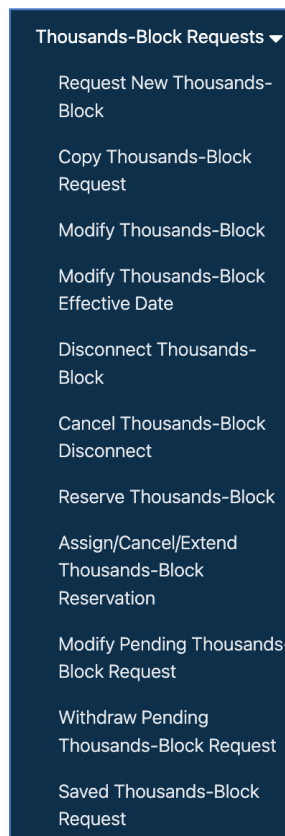 Thousands-Block Requests
Request New Thousands-
Block
Copy Thousands-Block
Request
Modify Thousands-Block
Modify Thousands-Block
Effective Date
Disconnect Thousands-
Block
Cancel Thousands-Block
Disconnect
Reserve Thousands-Block
Assign/Cancel/Extend
Thousands-Block
Reservation
Modify Pending Thousands-
Block Request
Withdraw Pending
Thousands-Block Request
Saved Thousands-Block
Request